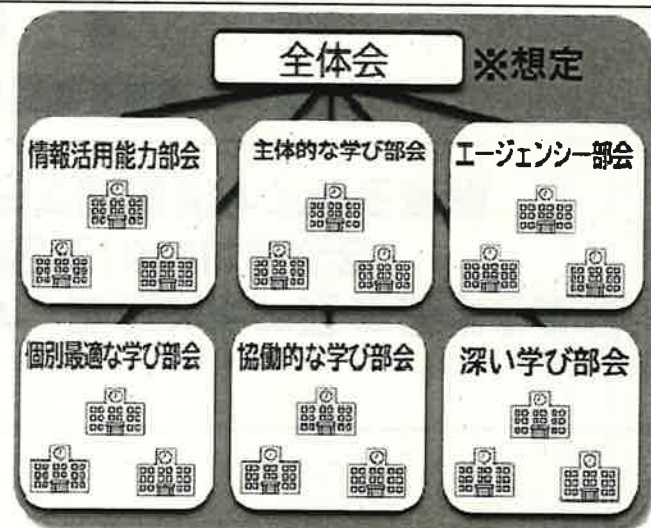 全体会
※想定
情報活用能力部会
主体的な学び部会
エージェンシー部会
個別最適な学び部会
協働的な学び部会
深い学び部会